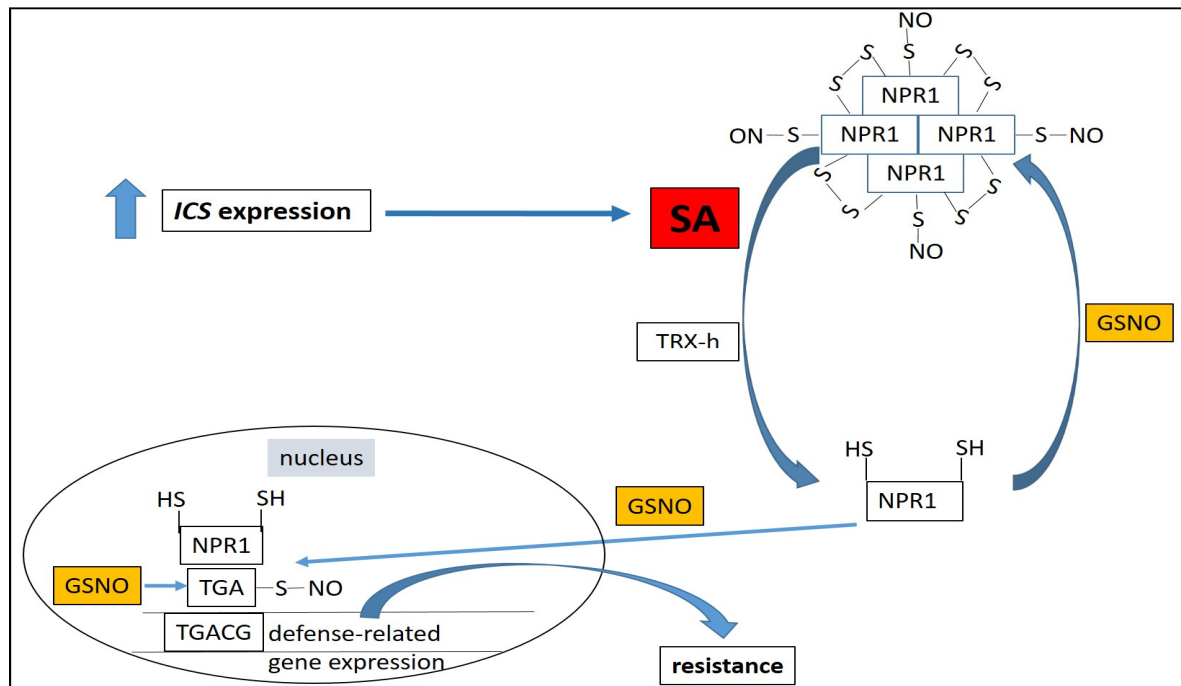 NO
S
S S
S S
NPR1
ON S NPR1 NPR1 S NO
NPR1
S S
S S
S
NO
ICS expression
SA
TRX-h
GSNO
HS SH
NPR1
GSNO
nucleus
HS SH
NPR1
GSNO TGA S NO
TGACG defense-related
gene expression
resistance